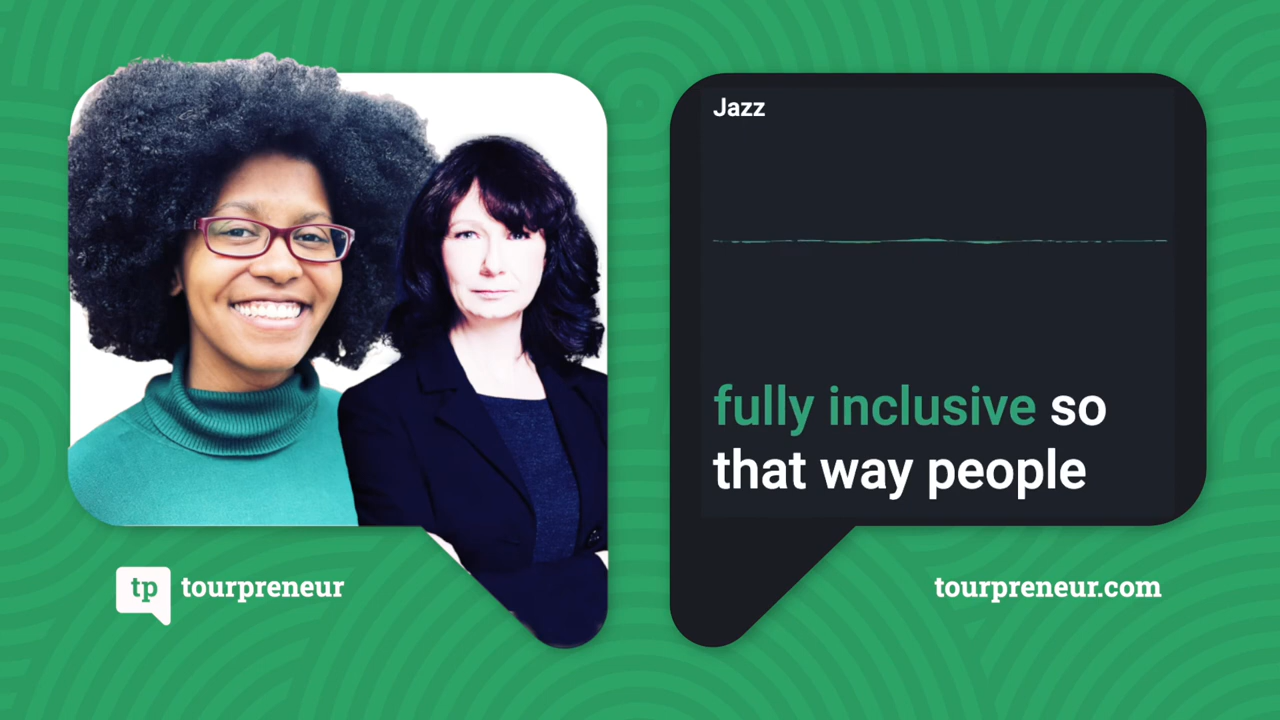 Jazz
fully inclusive so
that way people
tp tourpreneur
tourpreneur.com